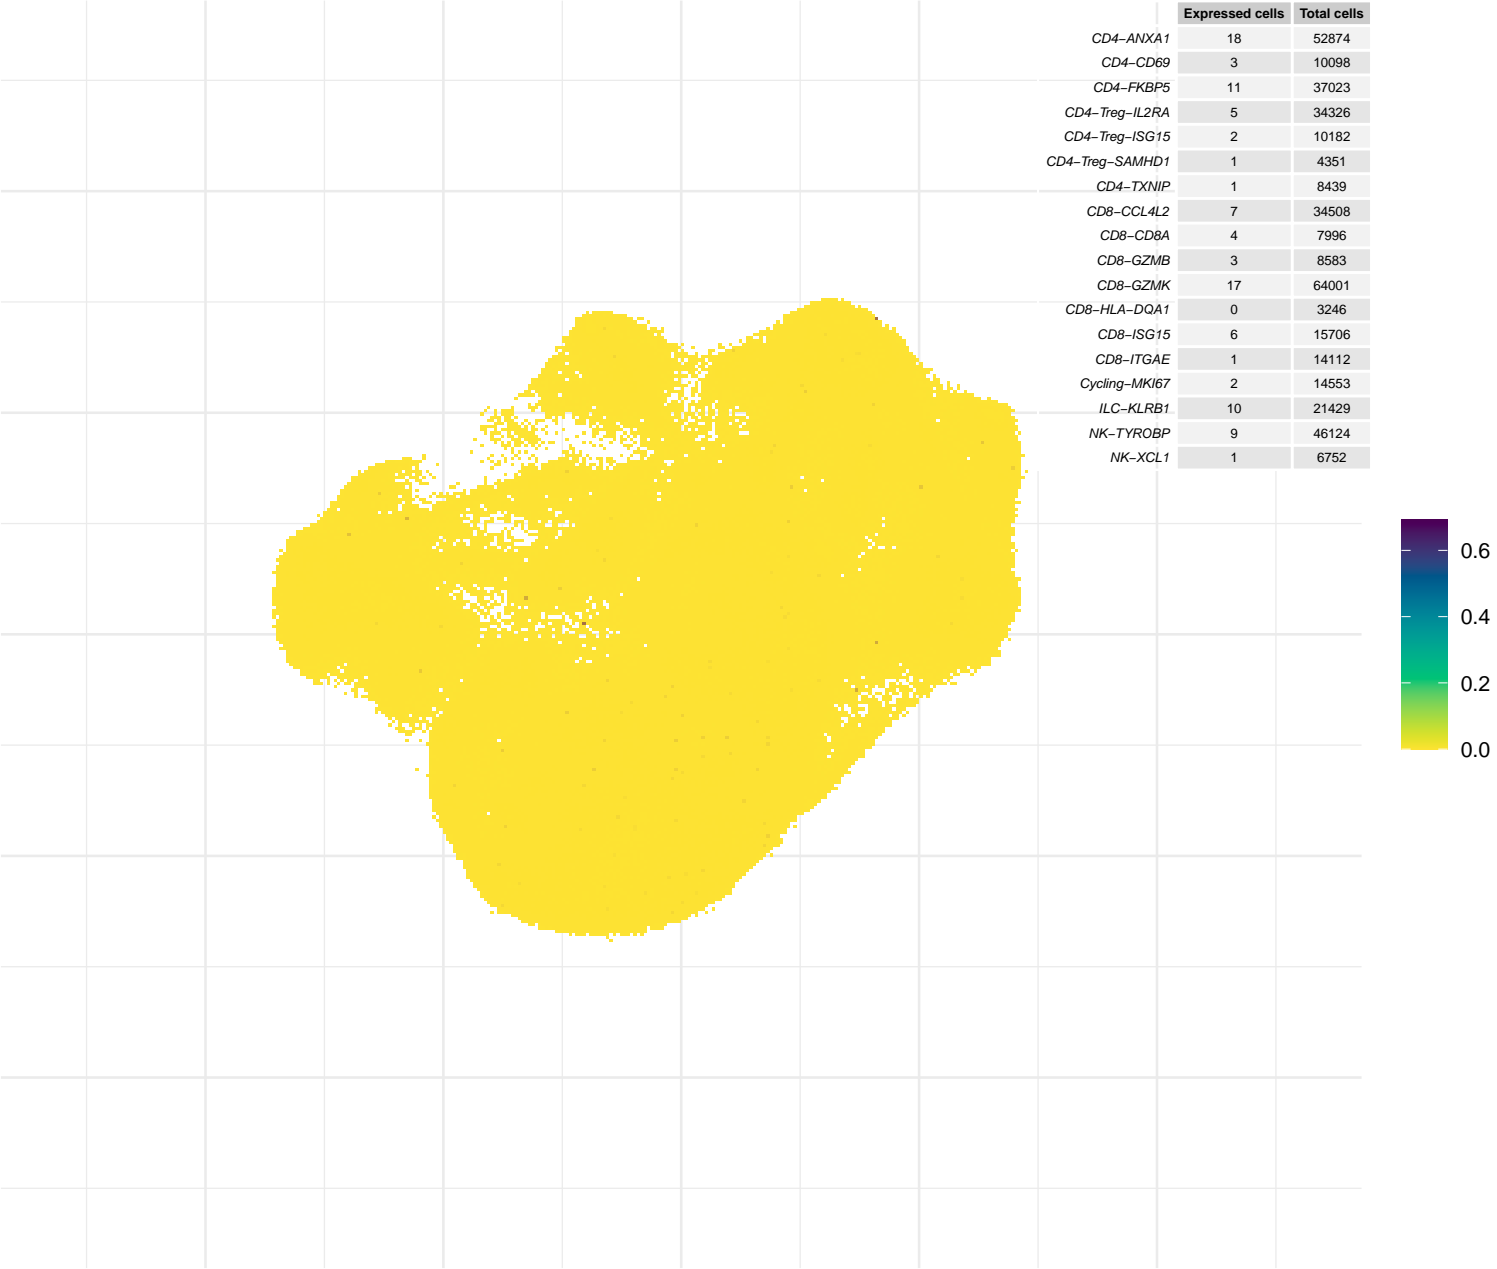 Expressed cells Total cells
CD4−ANXA1 18 52874
CD4−CD69 3 10098
CD4−FKBP5 11 37023
CD4−Treg−IL2RA 5 34326
CD4−Treg−ISG15 2 10182
CD4−Treg−SAMHD1 1 4351
CD4−TXNIP 1 8439
CD8−CCL4L2 7 34508
CD8−CD8A 4 7996
CD8−GZMB 3 8583
CD8−GZMK 17 64001
CD8−HLA−DQA1 0 3246
CD8−ISG15 6 15706
CD8−ITGAE 1 14112
Cycling−MKI67 2 14553
ILC−KLRB1 10 21429
NK−TYROBP 9 46124
NK−XCL1 1 6752
0.6
0.4
0.2
0.0